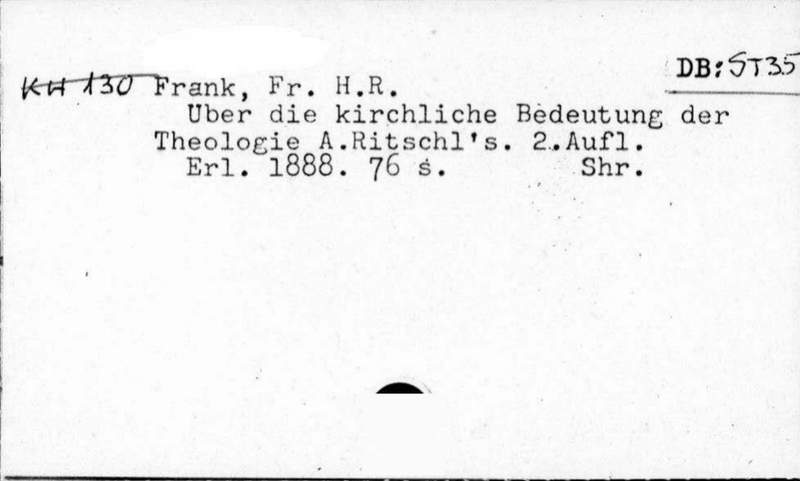 DB: ST35
KH 130 Frank, Fr. H.R.
Uber die kirchliche Bedeutung der
Theologie A.Ritschl's. 2.Aufl.
Erl. 1888. 76 s. Shr.